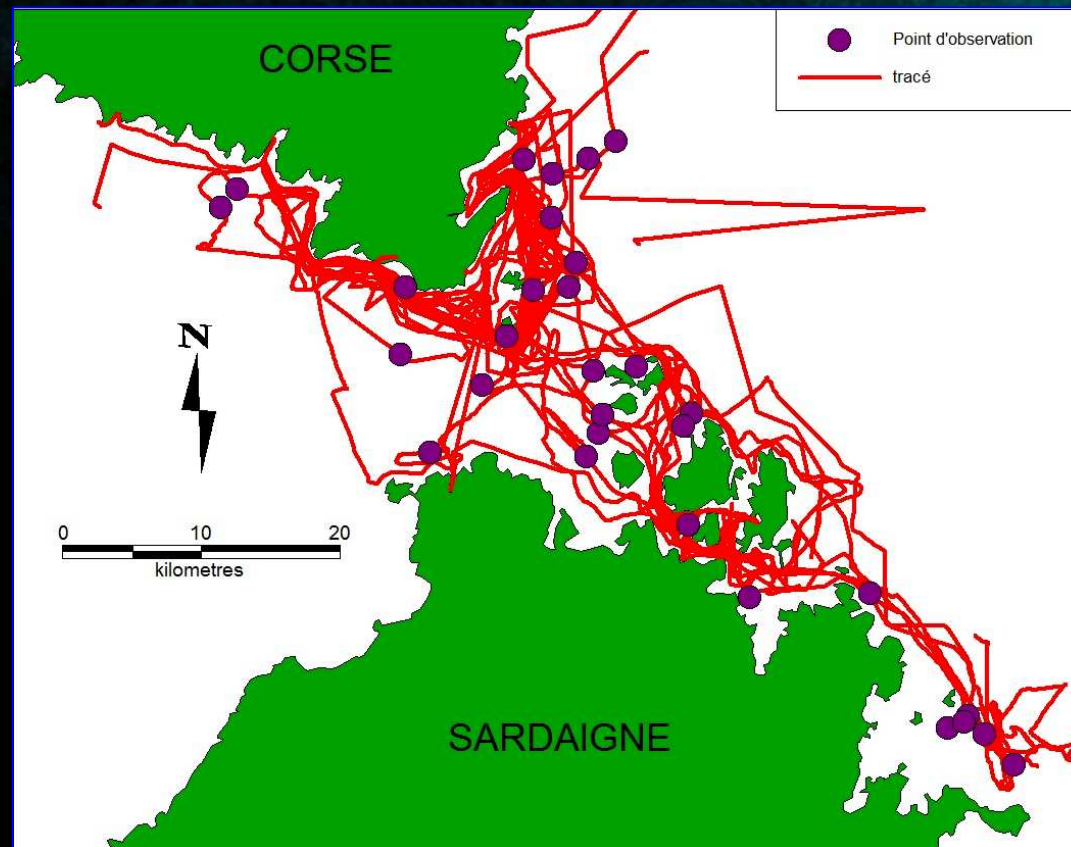 CORSE
Point d'observation
tracé
N
0 10 20
kilometres
SARDAIGNE